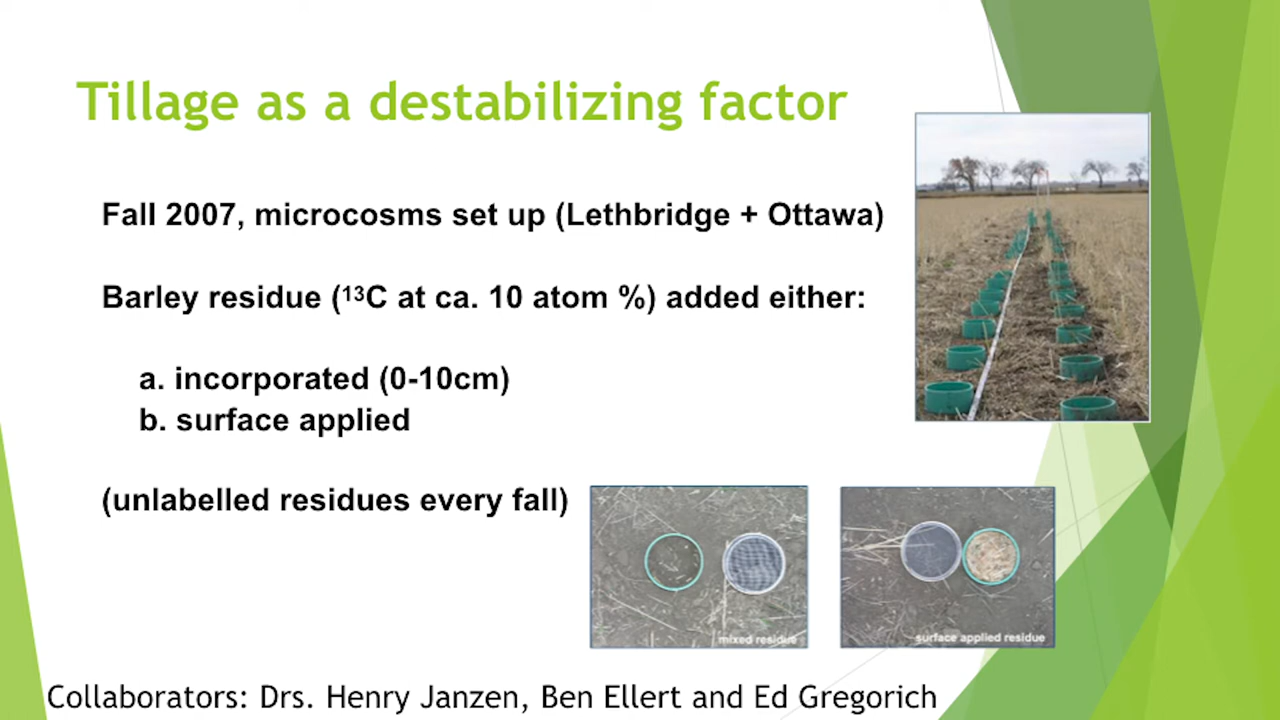 Tillage as a destabilizing factor
Fall 2007, microcosms set up (Lethbridge + Ottawa)
Barley residue (¹³C at ca. 10 atom %) added either:
a. incorporated (0-10cm)
b. surface applied
(unlabelled residues every fall)
mixed residue
surface applied residue
Collaborators: Drs. Henry Janzen, Ben Ellert and Ed Gregorich